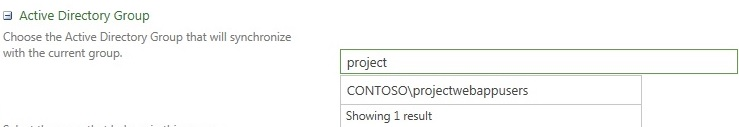 Active Directory Group
Choose the Active Directory Group that will synchronize
with the current group.
project
CONTOSO\projectwebappusers
Showing 1 result